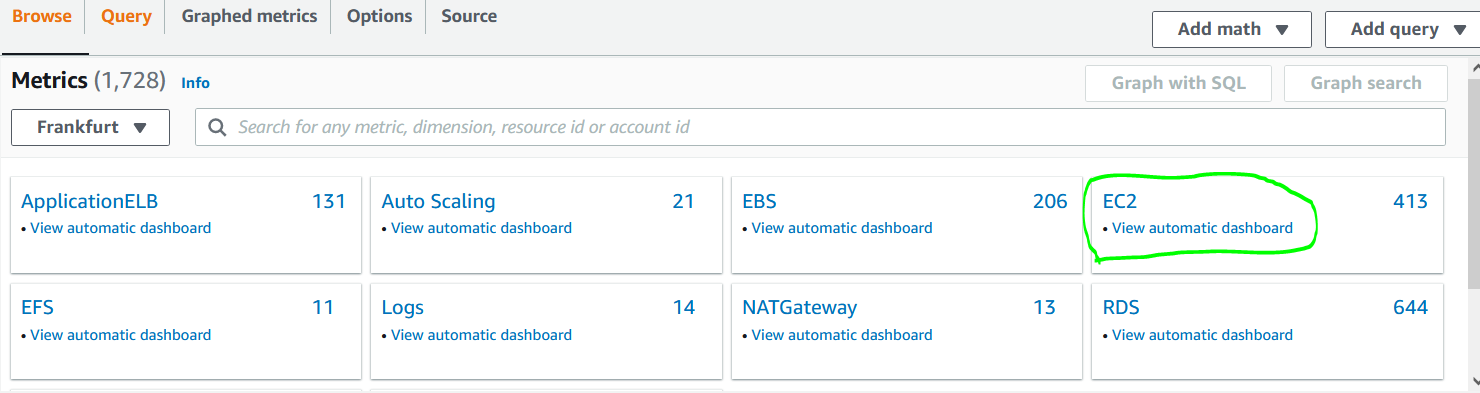 Browse Query Graphed metrics Options Source
Add math Add query
Metrics (1,728) Info
Graph with SQL Graph search
Frankfurt Search for any metric, dimension, resource id or account id
ApplicationELB 131 Auto Scaling 21 EBS 206 EC2 413
• View automatic dashboard • View automatic dashboard • View automatic dashboard • View automatic dashboard
EFS 11 Logs 14 NATGateway 13 RDS 644
• View automatic dashboard • View automatic dashboard • View automatic dashboard • View automatic dashboard